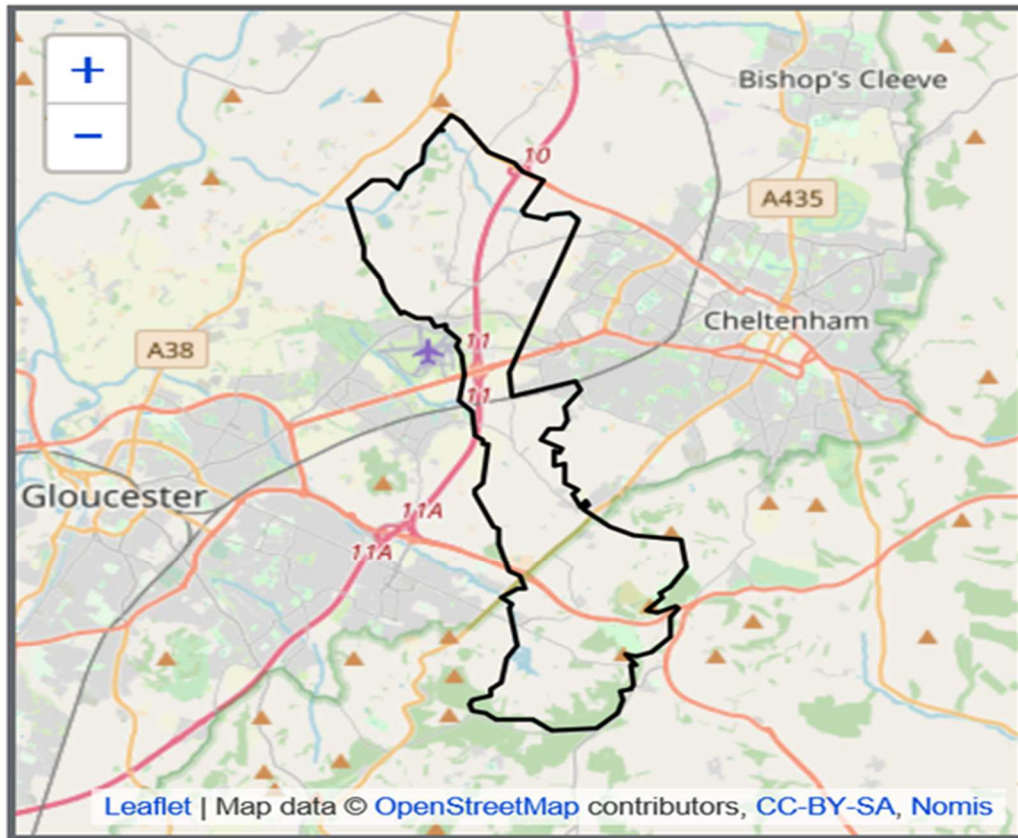 +
−
Bishop's Cleeve
10
A435
Cheltenham
11
A38
11
Gloucester
11A
11A
Leaflet | Map data © OpenStreetMap contributors, CC-BY-SA, Nomis